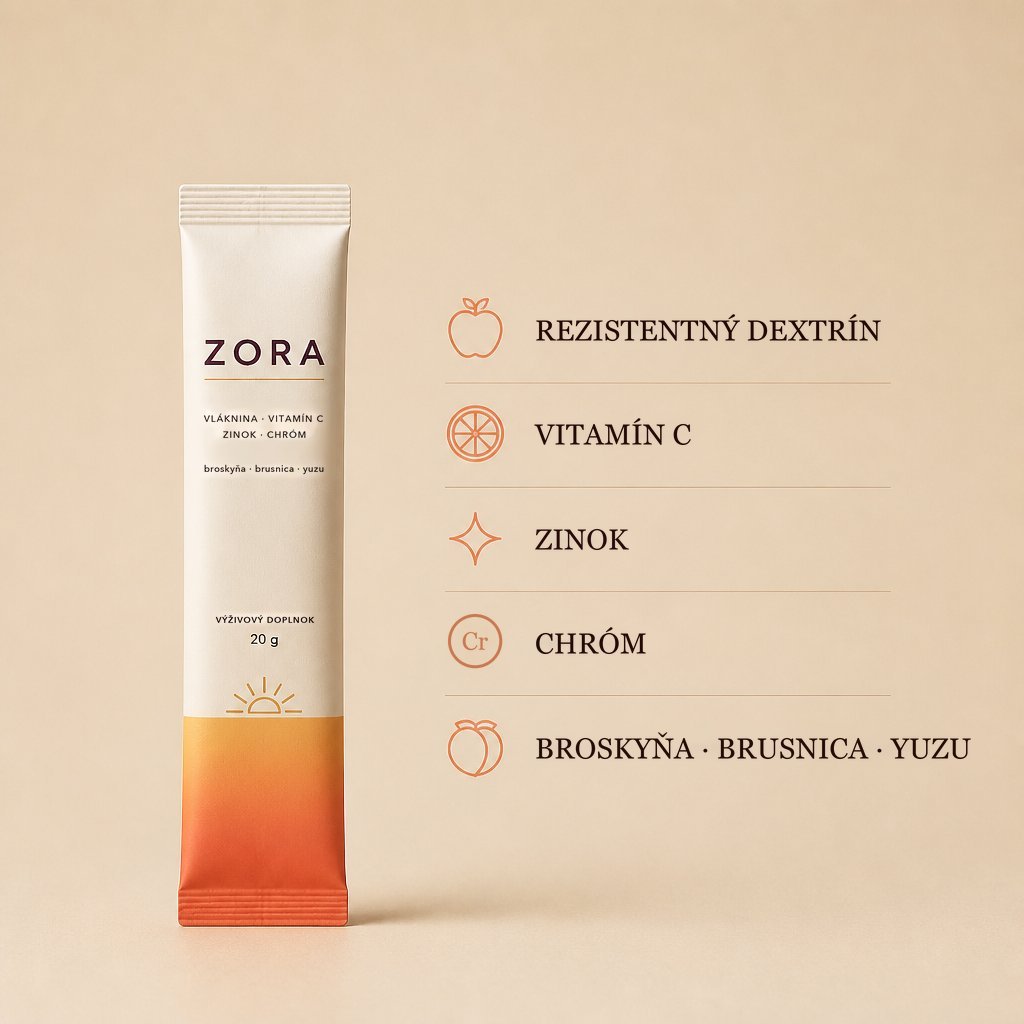 ZORA
VLÁKNINA · VITAMÍN C
ZINOK · CHRÓM
broskyňa · brusnica · yuzu
VÝŽIVOVÝ DOPLNOK
20 g
REZISTENTNÝ DEXTRÍN
VITAMÍN C
ZINOK
Cr
CHRÓM
BROSKYŇA · BRUSNICA · YUZU